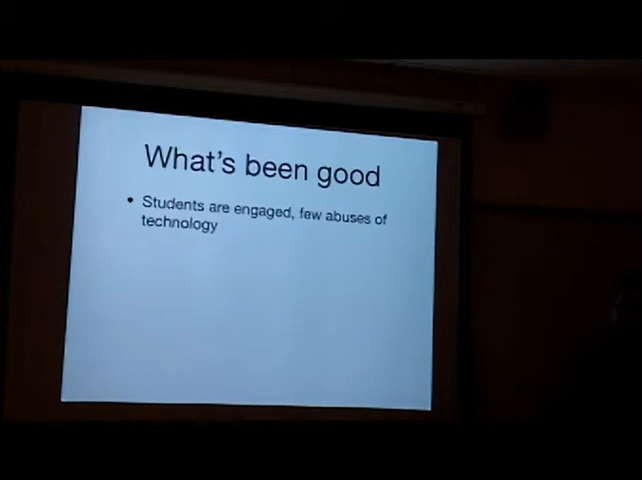 What's been good
• Students are engaged, few abuses of
technology